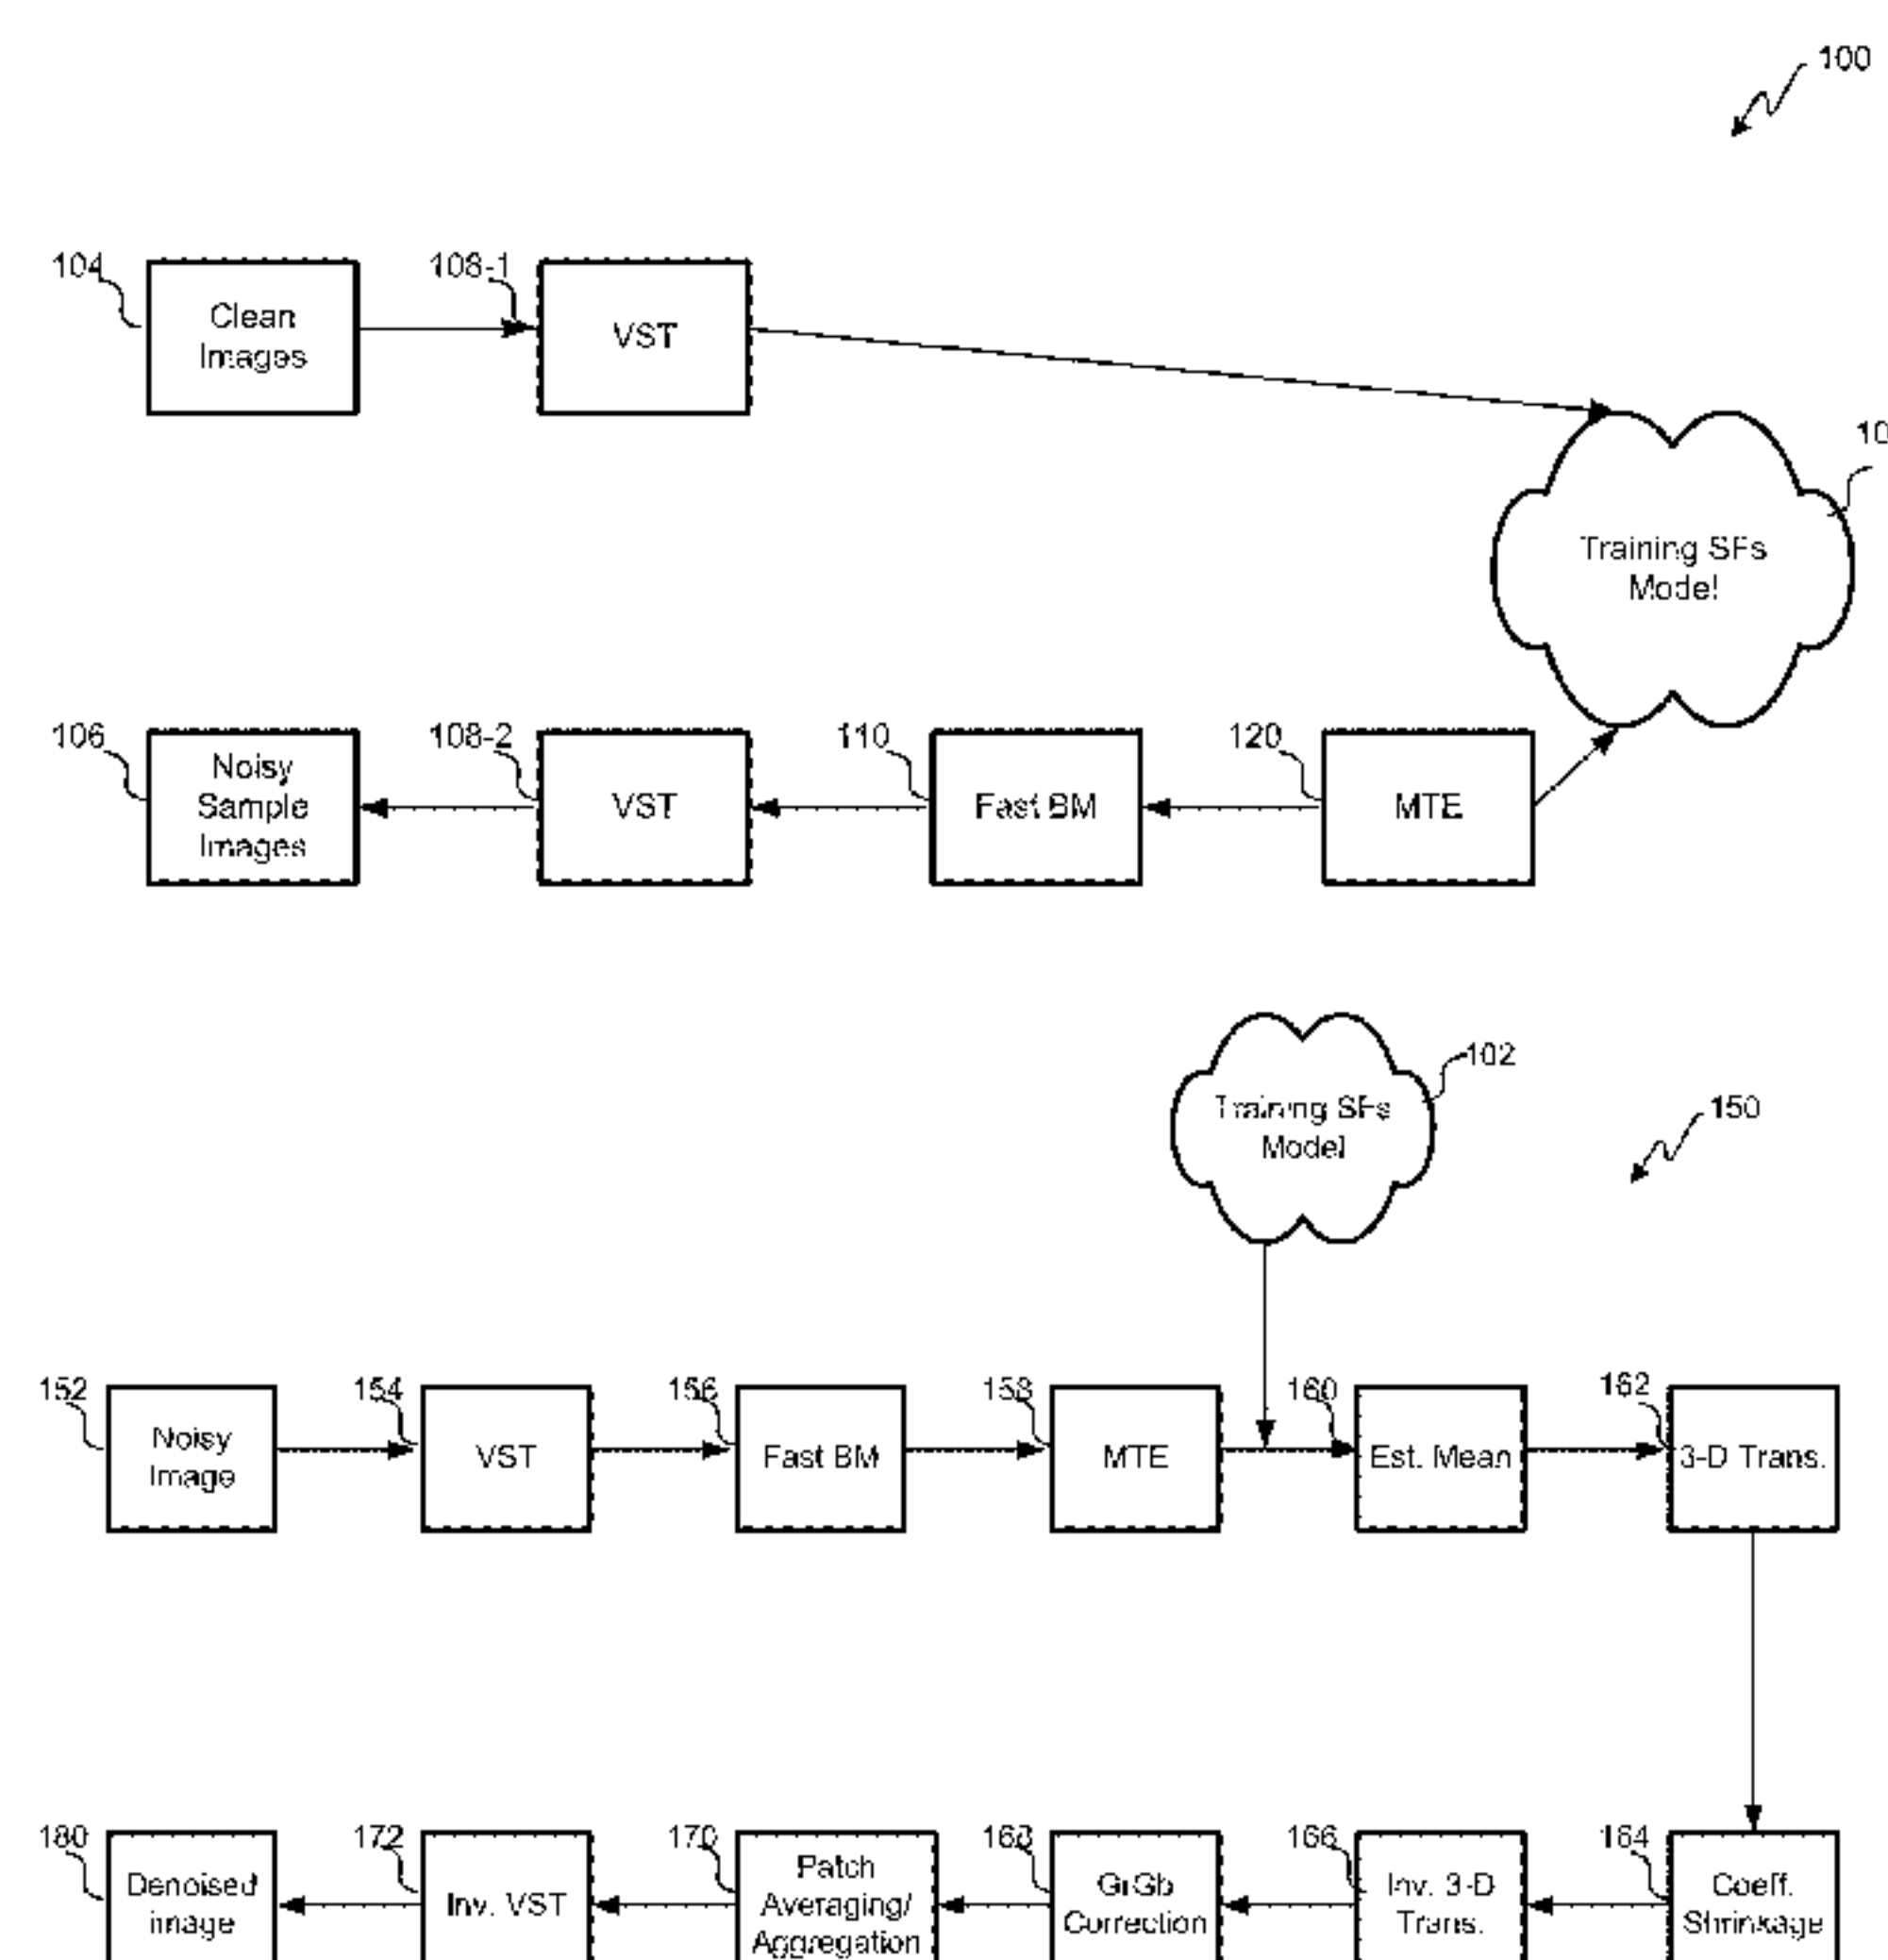 100
104
108-1
Clean
Images
VST
10
Training SFs
Model
106
108-2
110
120
Noisy
Sample
Images
VST
Fast BM
MTE
102
Training SFs
Model
150
152
154
156
158
160
162
Noisy
Image
VST
Fast BM
MTE
Est. Mean
3-D Trans.
180
172
170
168
166
164
Denoised
image
Inv. VST
Patch
Averaging/
Aggregation
GrGb
Correction
Inv. 3-D
Trans.
Coeff.
Shrinkage